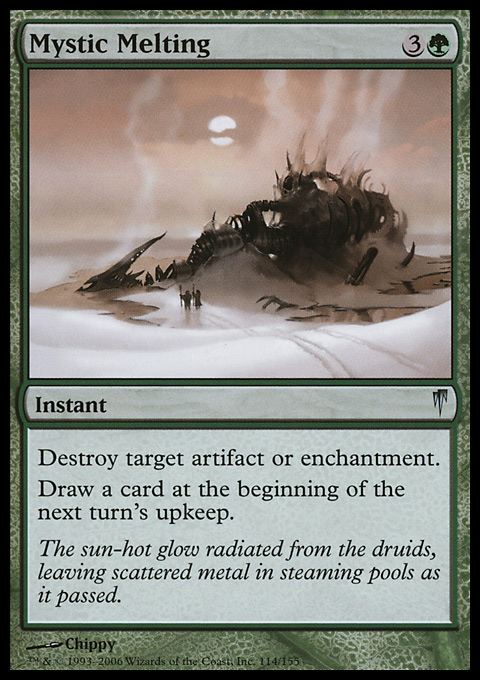 Mystic Melting 3
Instant
Destroy target artifact or enchantment.
Draw a card at the beginning of the
next turn's upkeep.
The sun-hot glow radiated from the druids,
leaving scattered metal in steaming pools as
it passed.
Chippy
™ & © 1993–2006 Wizards of the Coast, Inc. 114/155